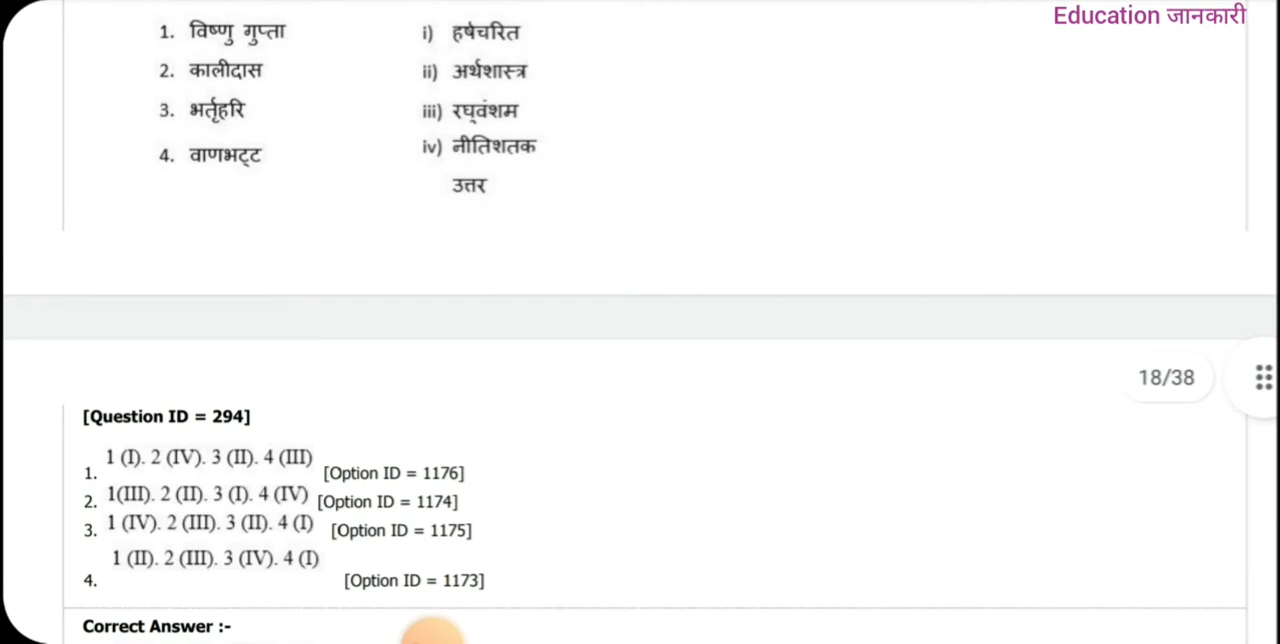 Education जानकारी
1. विष्णु गुप्ता i) हर्षचरित
2. कालीदास ii) अर्थशास्त्र
3. भर्तृहरि iii) रघुवंशम
4. वाणभट्ट iv) नीतिशतक
उत्तर
18/38
[Question ID = 294]
1. 1 (I). 2 (IV). 3 (II). 4 (III) [Option ID = 1176]
2. 1(III). 2 (II). 3 (I). 4 (IV) [Option ID = 1174]
3. 1 (IV). 2 (III). 3 (II). 4 (I) [Option ID = 1175]
1 (II). 2 (III). 3 (IV). 4 (I)
4. [Option ID = 1173]
Correct Answer :-